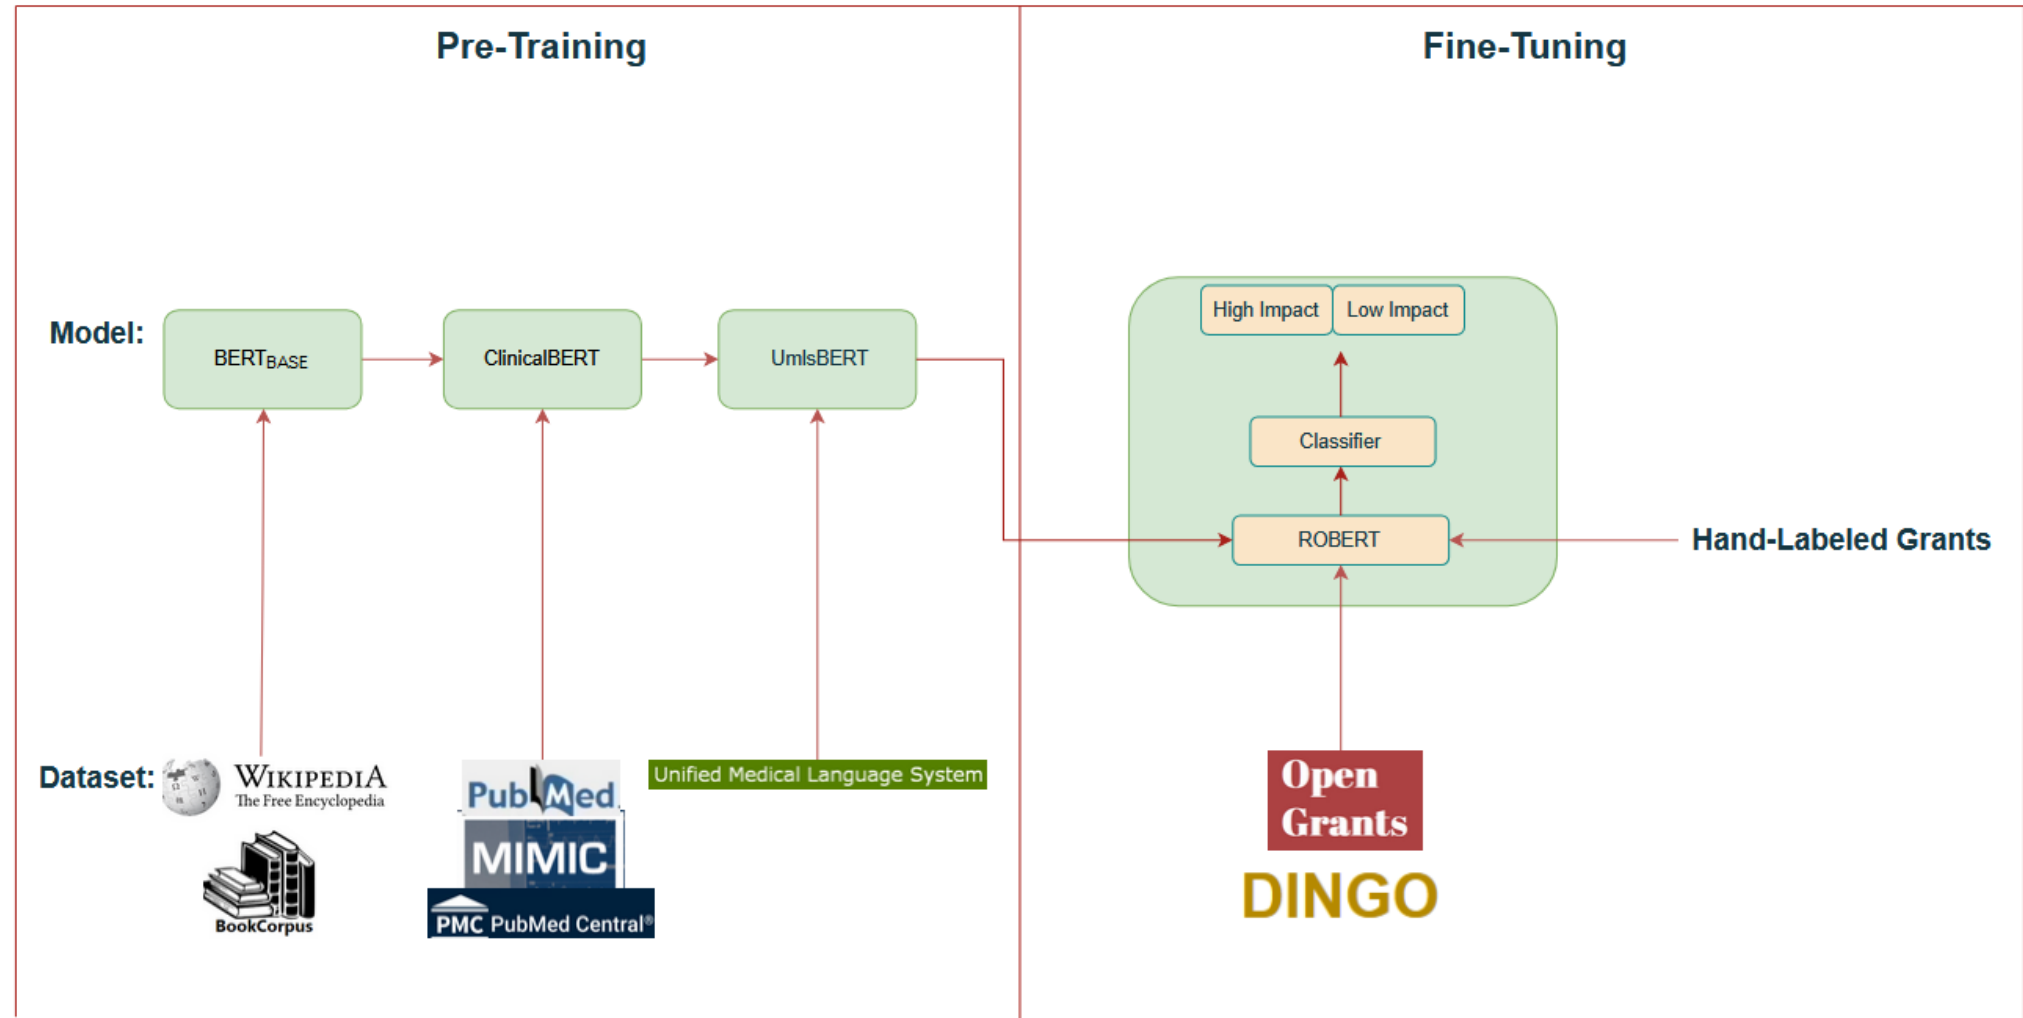 Pre-Training
Fine-Tuning
Model:
BERTBASE
ClinicalBERT
UmlsBERT
High Impact
Low Impact
Classifier
ROBERT
Hand-Labeled Grants
Dataset:
WIKIPEDIA
The Free Encyclopedia
BookCorpus
PubMed
MIMIC
PMC PubMed Central®
Unified Medical Language System
Open
Grants
DINGO